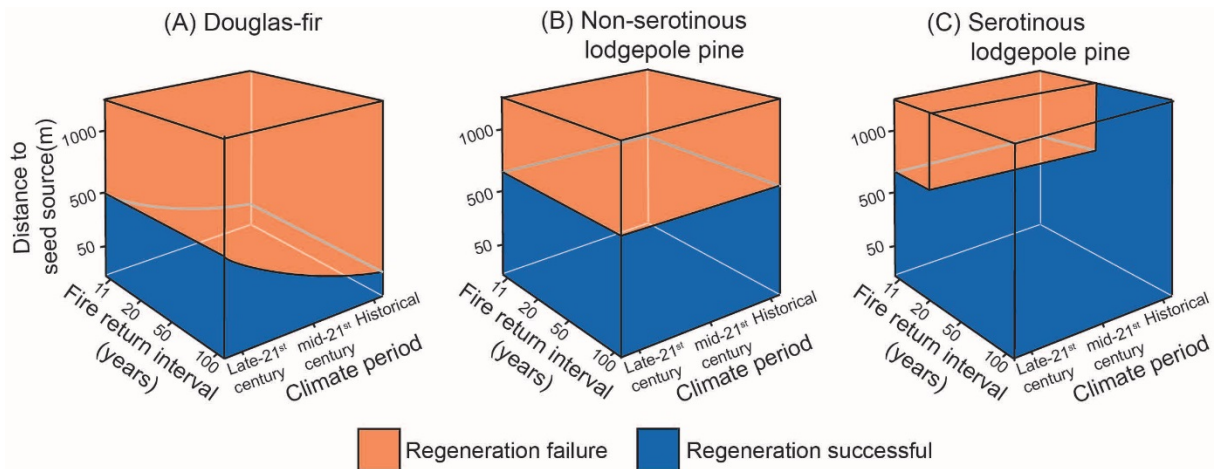 (A) Douglas-fir
(B) Non-serotinous
lodgepole pine
(C) Serotinous
lodgepole pine
Distance to
seed source(m)
1000
500
50
11
20
50
100
Fire return interval
(years)
Late-21st
century
mid-21st
century
Historical
Climate period
1000
500
50
11
20
50
100
Fire return interval
(years)
Late-21st
century
mid-21st
century
Historical
Climate period
1000
500
50
11
20
50
100
Fire return interval
(years)
Late-21st
century
mid-21st
century
Historical
Climate period
Regeneration failure
Regeneration successful